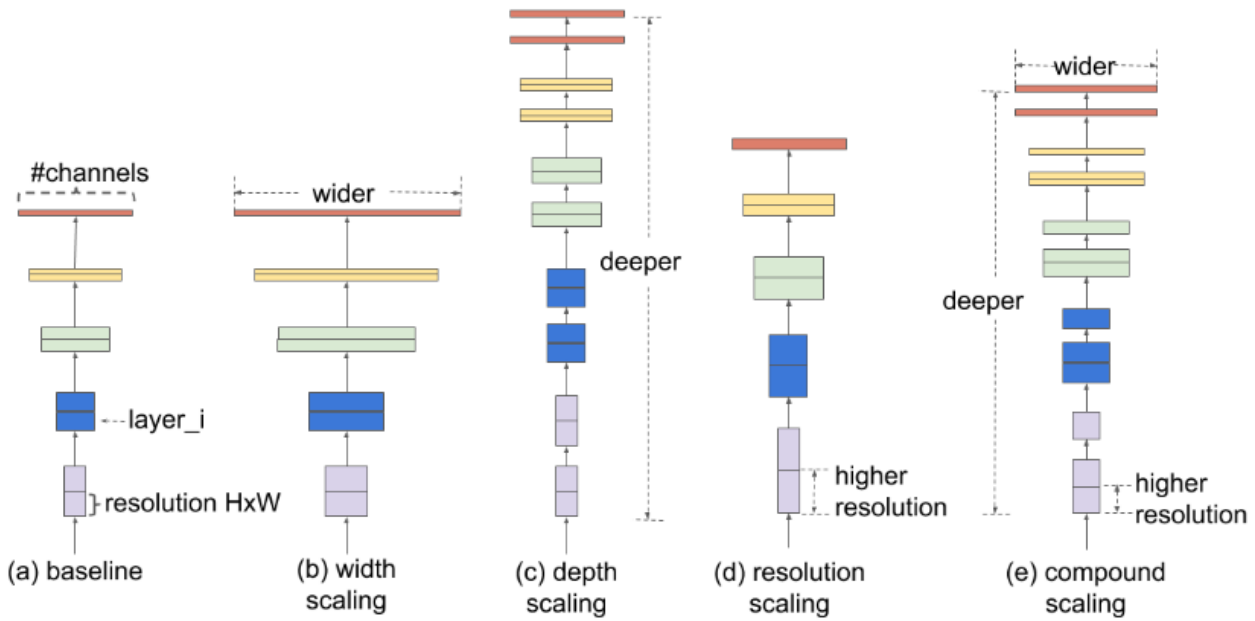 #channels
layer_i
resolution HxW
(a) baseline
wider
(b) width
scaling
deeper
(c) depth
scaling
higher
resolution
(d) resolution
scaling
wider
deeper
higher
resolution
(e) compound
scaling